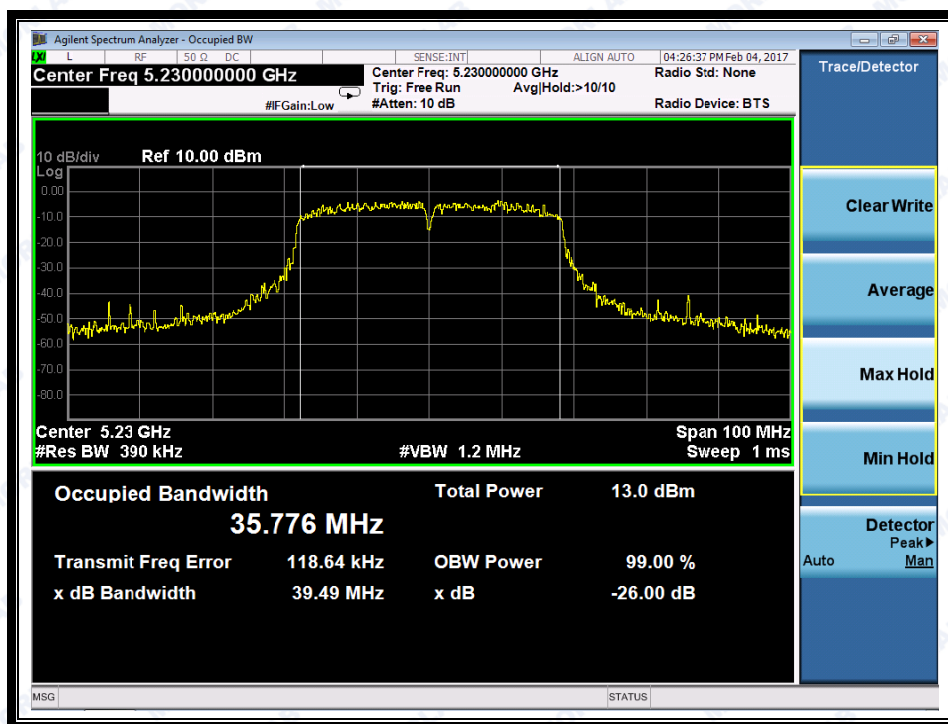 Agilent Spectrum Analyzer - Occupied BW
LXI L RF 50 Ω DC SENSE:INT ALIGN AUTO 04:26:37 PM Feb 04, 2017
Center Freq 5.230000000 GHz
Center Freq: 5.230000000 GHz
Radio Std: None
Trig: Free Run
Avg|Hold:>10/10
#IFGain:Low
#Atten: 10 dB
Radio Device: BTS
10 dB/div Ref 10.00 dBm
Log
0.00
-10.0
-20.0
-30.0
-40.0
-50.0
-60.0
-70.0
-80.0
Center 5.23 GHz
Span 100 MHz
#Res BW 390 kHz
#VBW 1.2 MHz
Sweep 1 ms
Occupied Bandwidth
35.776 MHz
Total Power 13.0 dBm
Transmit Freq Error 118.64 kHz
OBW Power 99.00 %
x dB Bandwidth 39.49 MHz
x dB -26.00 dB
MSG
STATUS
Trace/Detector
Clear Write
Average
Max Hold
Min Hold
Detector
Peak▶
Auto Man